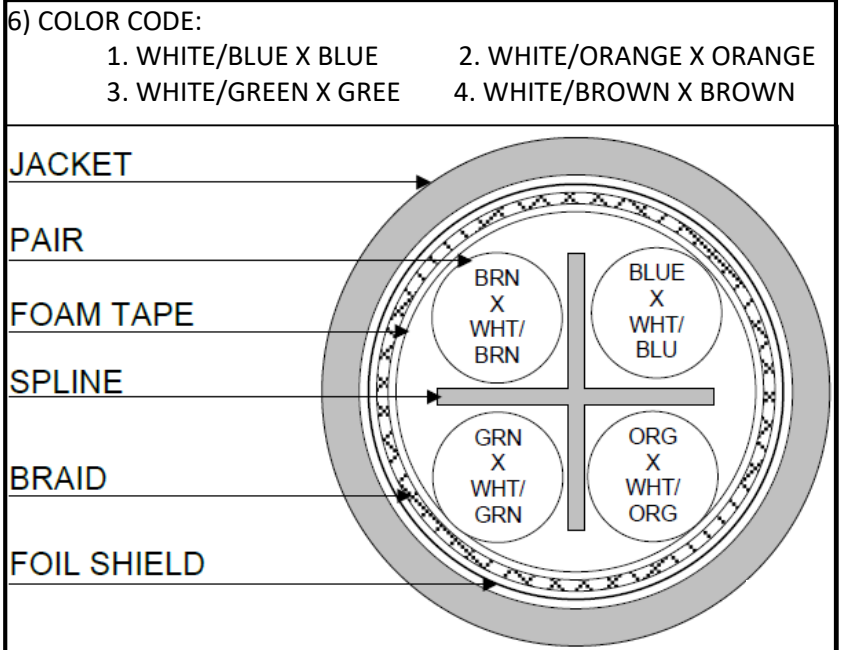 6) COLOR CODE:
1. WHITE/BLUE X BLUE 2. WHITE/ORANGE X ORANGE
3. WHITE/GREEN X GREE 4. WHITE/BROWN X BROWN
JACKET
PAIR
FOAM TAPE
SPLINE
BRAID
FOIL SHIELD
BRN
X
WHT/
BRN
BLUE
X
WHT/
BLU
GRN
X
WHT/
GRN
ORG
X
WHT/
ORG